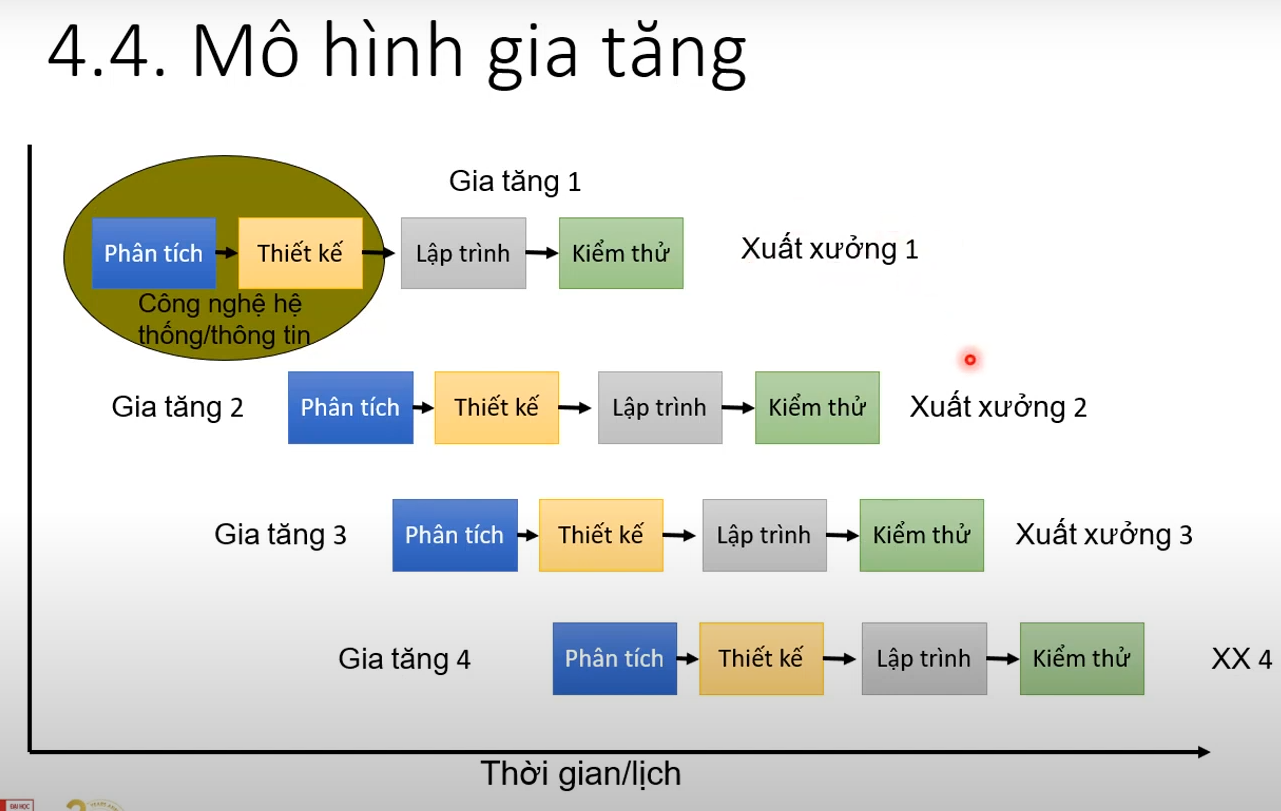 4.4. Mô hình gia tăng
Gia tăng 1
Phân tích
Thiết kế
Lập trình
Kiểm thử
Xuất xưởng 1
Công nghệ hệ
thống/thông tin
Gia tăng 2
Phân tích
Thiết kế
Lập trình
Kiểm thử
Xuất xưởng 2
Gia tăng 3
Phân tích
Thiết kế
Lập trình
Kiểm thử
Xuất xưởng 3
Gia tăng 4
Phân tích
Thiết kế
Lập trình
Kiểm thử
XX 4
Thời gian/lịch
ĐẠI HỌC